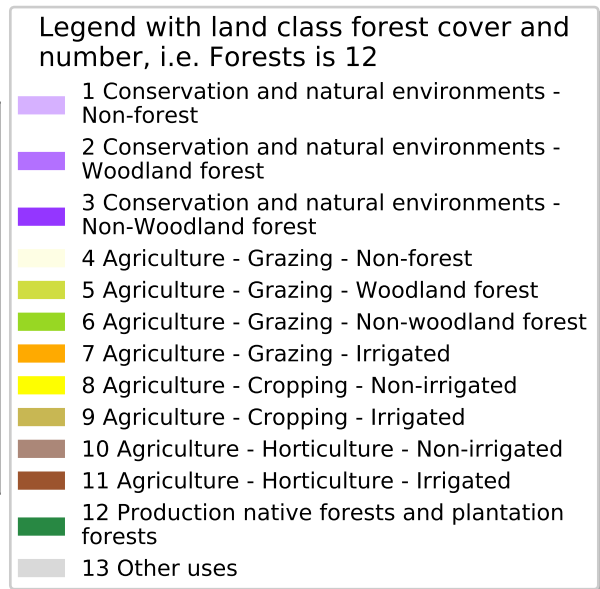 Legend with land class forest cover and
number, i.e. Forests is 12
1 Conservation and natural environments -
Non-forest
2 Conservation and natural environments -
Woodland forest
3 Conservation and natural environments -
Non-Woodland forest
4 Agriculture - Grazing - Non-forest
5 Agriculture - Grazing - Woodland forest
6 Agriculture - Grazing - Non-woodland forest
7 Agriculture - Grazing - Irrigated
8 Agriculture - Cropping - Non-irrigated
9 Agriculture - Cropping - Irrigated
10 Agriculture - Horticulture - Non-irrigated
11 Agriculture - Horticulture - Irrigated
12 Production native forests and plantation
forests
13 Other uses